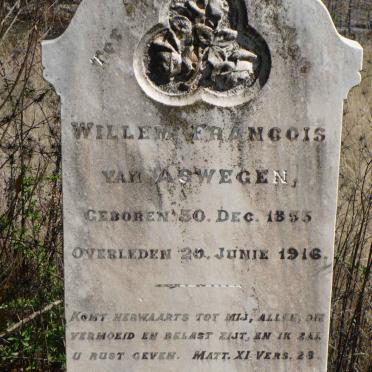 TER
WILLEM FRANCOIS
VAN ASWEGEN,
GEBOREN 30 DEC. 1855
OVERLEDEN JUNIE 1916.
KOMT HERWAARTS TOT MIJ, ALLEN, DIE
VERMOEID EN BELAST ZIJT, EN IK ZAL
U RUST GEVEN. MATT. XI. VERS. 28.